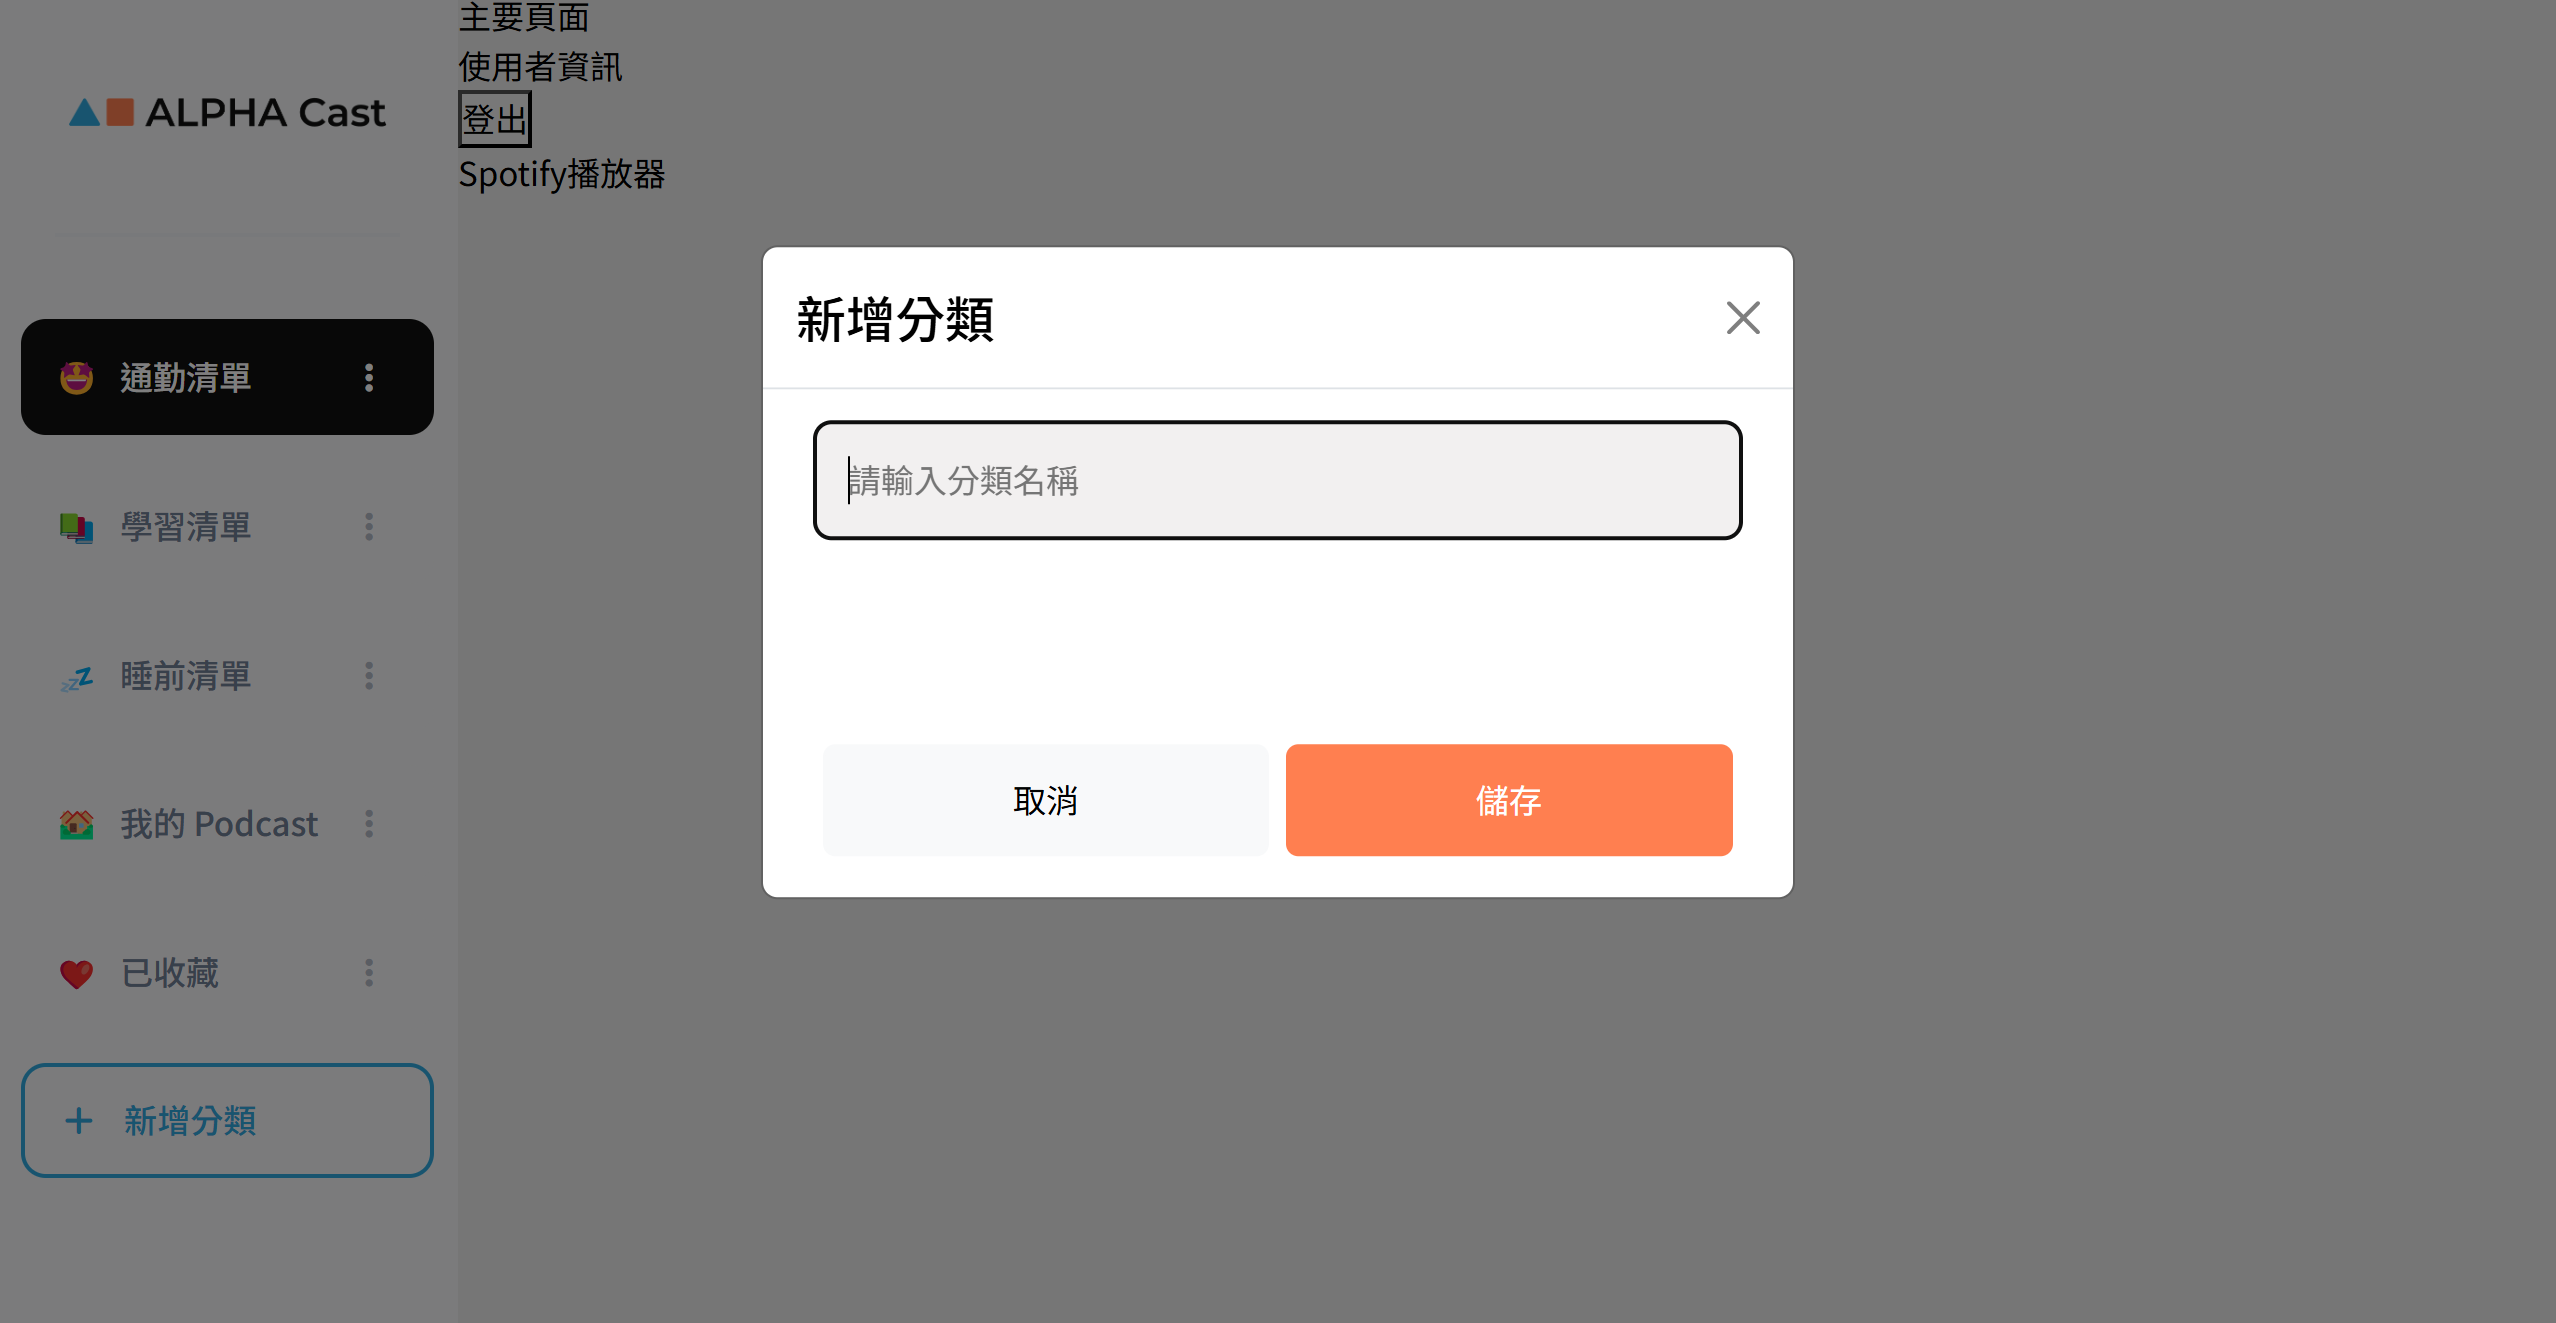 ALPHA Cast
通勤清單
學習清單
睡前清單
我的 Podcast
已收藏
新增分類
主要頁面
使用者資訊
登出
Spotify播放器
新增分類
請輸入分類名稱
取消
儲存